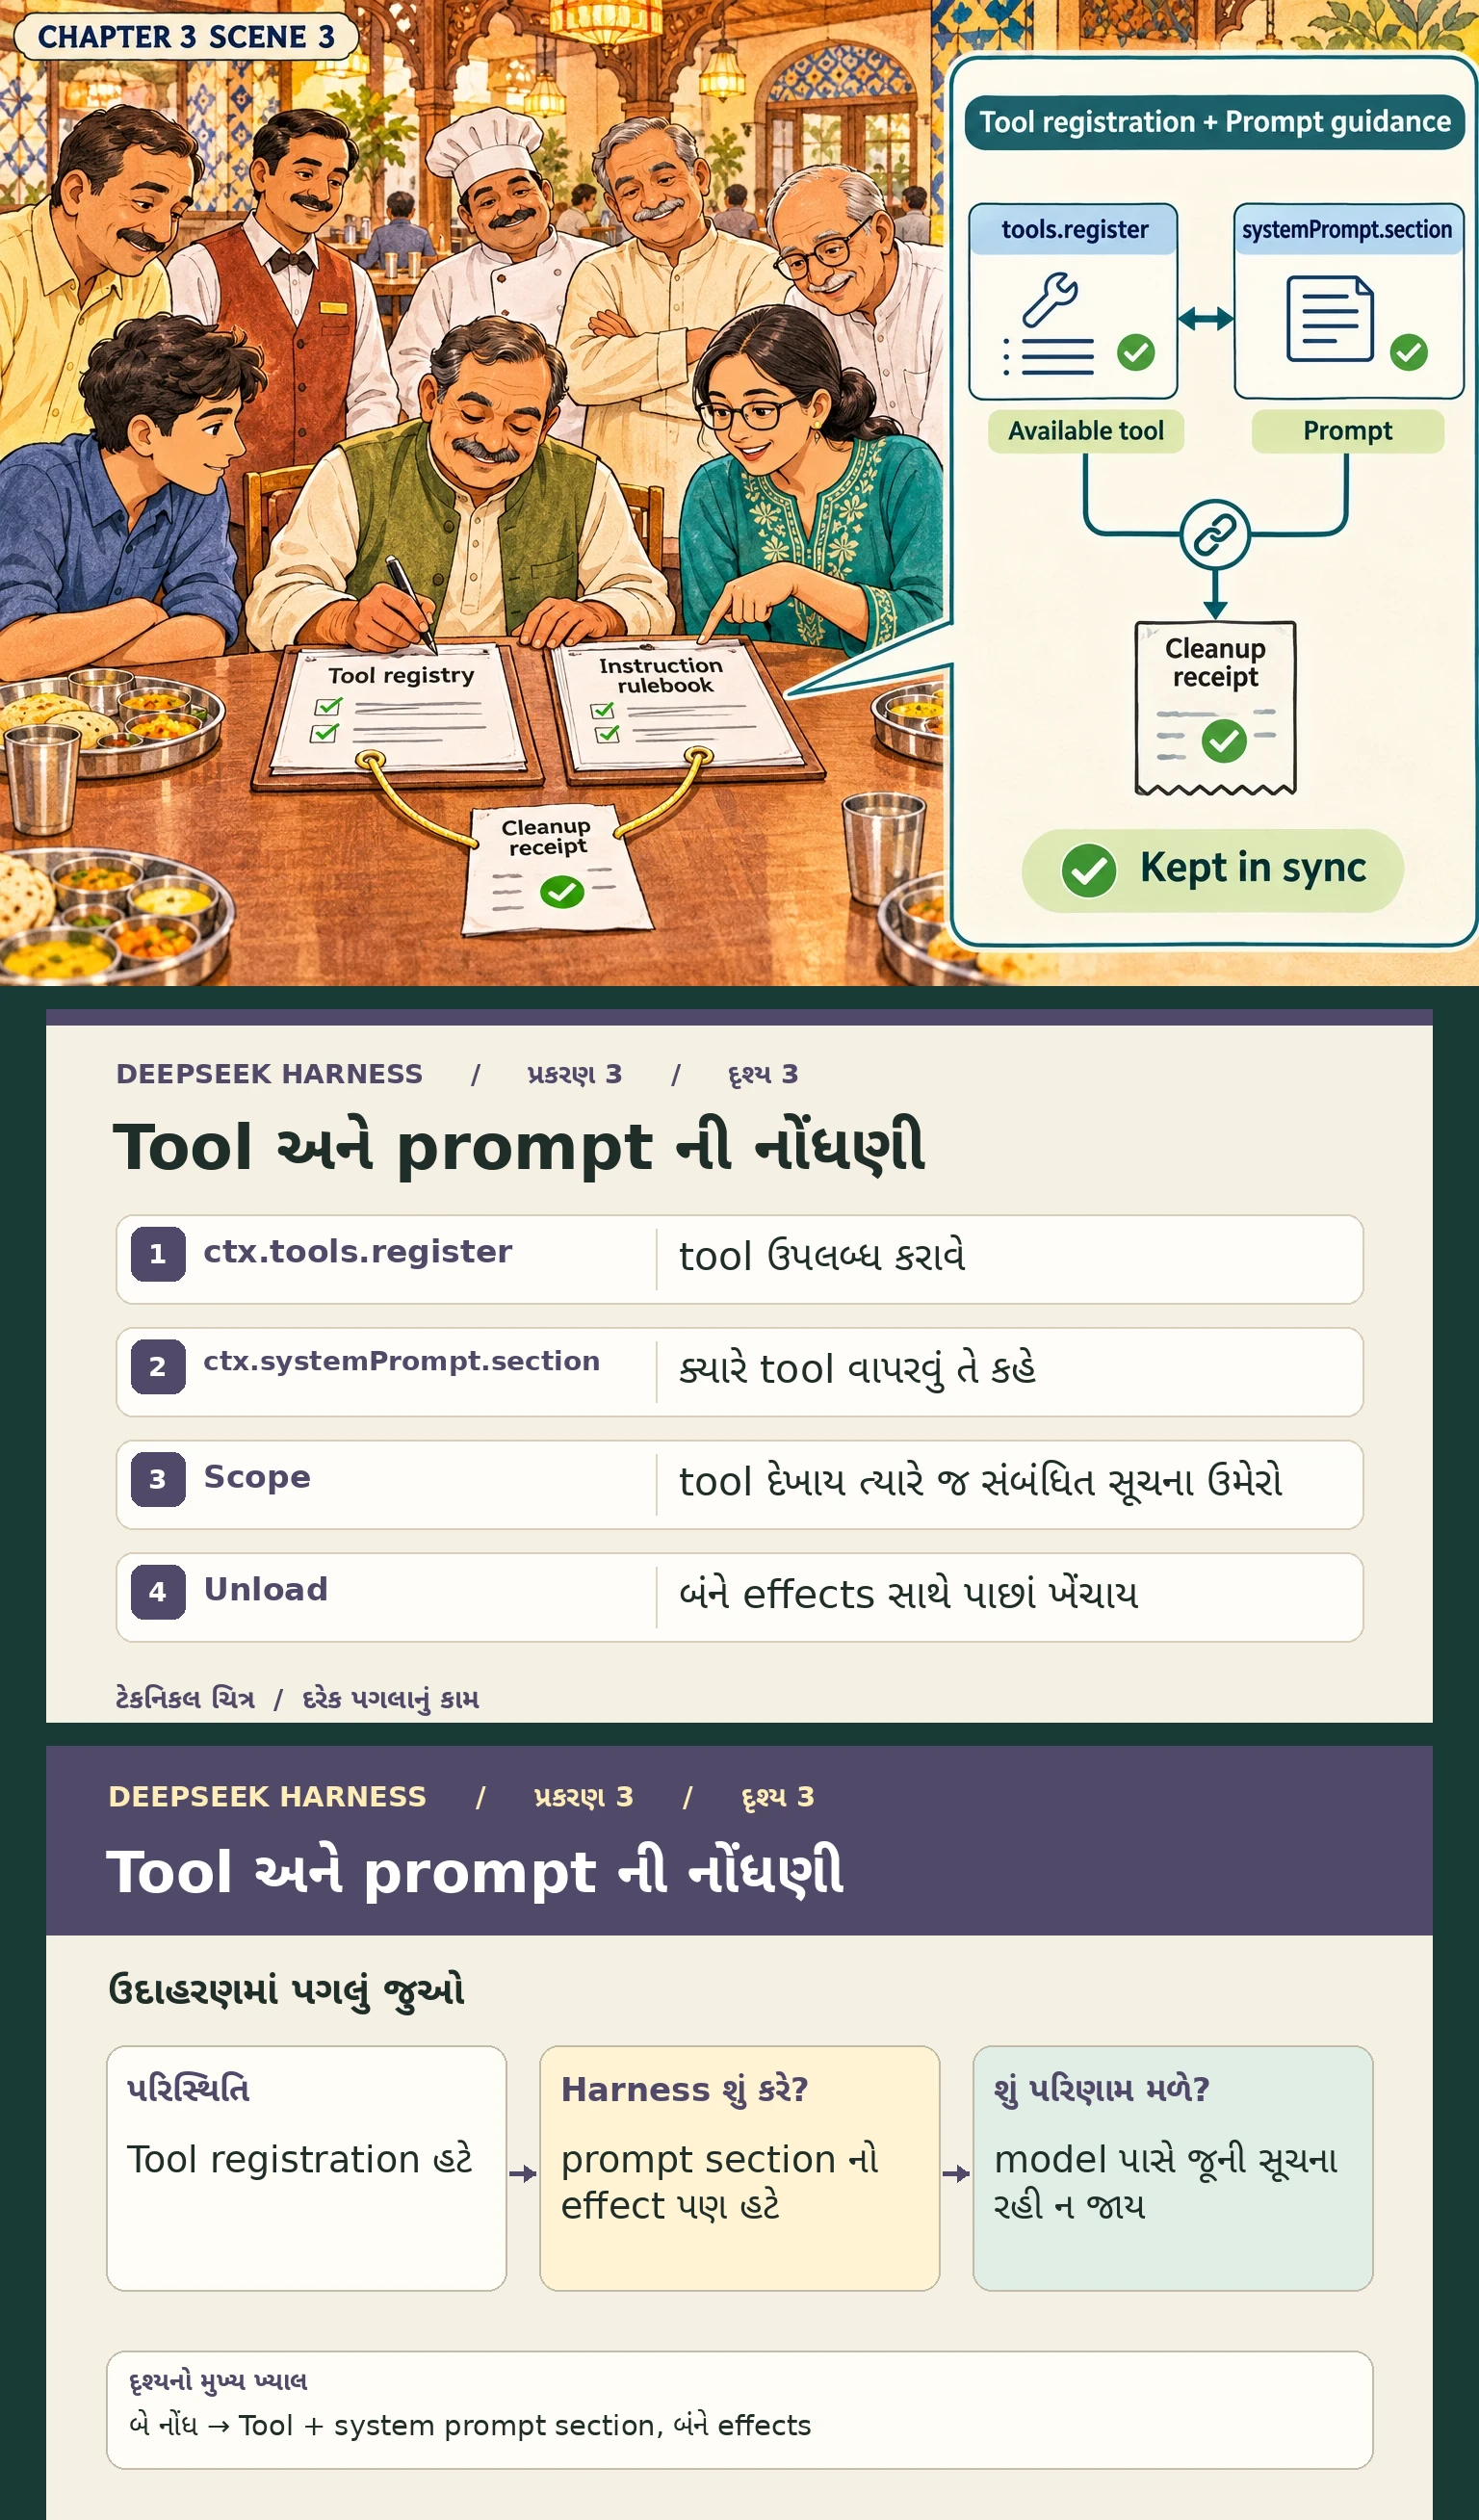 CHAPTER 3 SCENE 3
Tool registration + Prompt guidance
tools.register
systemPrompt.section
Available tool
Prompt
Cleanup
receipt
Kept in sync
Tool registry
Instruction
rulebook
Cleanup
receipt
DEEPSEEK HARNESS / પ્રકરણ 3 / દૃશ્ય 3
Tool અને prompt ની નોંધણી
1 ctx.tools.register tool ઉપલબ્ધ કરાવે
2 ctx.systemPrompt.section ક્યારે tool વાપરવું તે કહે
3 Scope tool દેખાય ત્યારે જ સંબંધિત સૂચના ઉમેરો
4 Unload બંને effects સાથે પાછાં ખેંચાય
ટેકનિકલ ચિત્ર / દરેક પગલાનું કામ
DEEPSEEK HARNESS / પ્રકરણ 3 / દૃશ્ય 3
Tool અને prompt ની નોંધણી
ઉદાહરણમાં પગલું જુઓ
પરિસ્થિતિ
Tool registration હટે
Harness શું કરે?
prompt section નો
effect પણ હટે
શું પરિણામ મળે?
model પાસે જૂની સૂચના
રહી ન જાય
દૃશ્યનો મુખ્ય ખ્યાલ
બે નોંધ → Tool + system prompt section, બંને effects